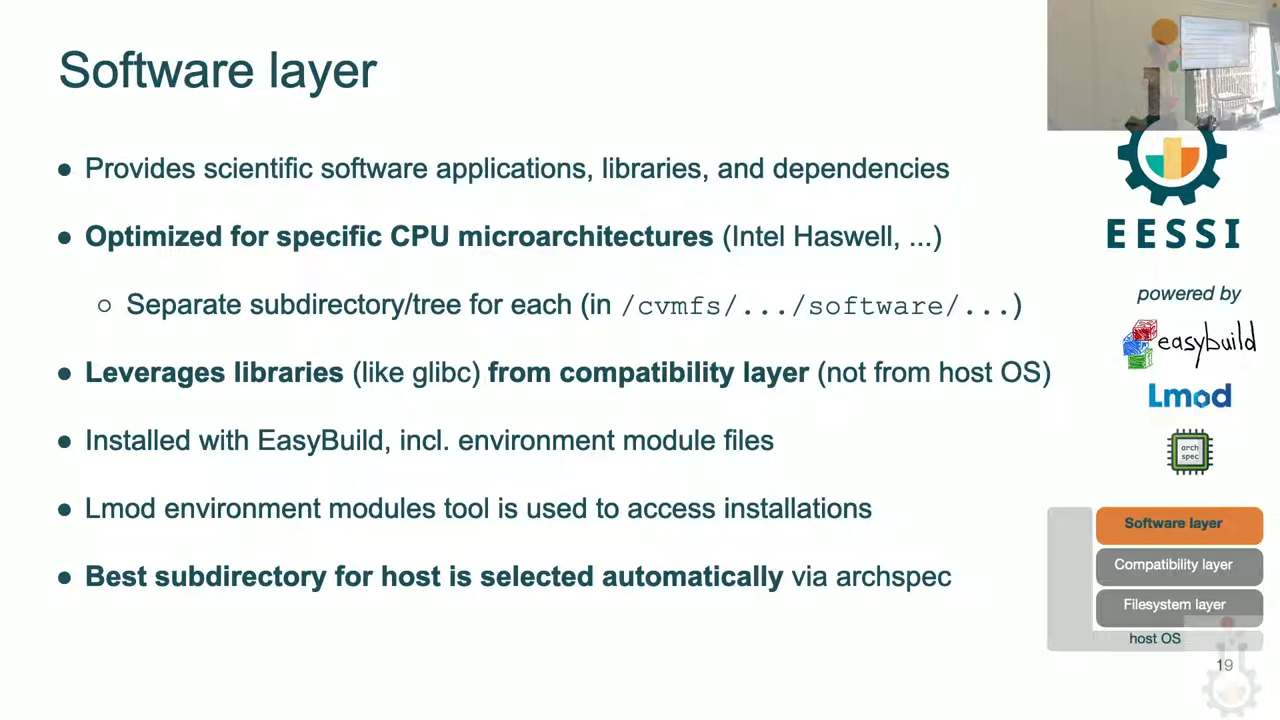 Software layer
● Provides scientific software applications, libraries, and dependencies
● Optimized for specific CPU microarchitectures (Intel Haswell, ...)
○ Separate subdirectory/tree for each (in /cvmfs/.../software/...)
● Leverages libraries (like glibc) from compatibility layer (not from host OS)
● Installed with EasyBuild, incl. environment module files
● Lmod environment modules tool is used to access installations
● Best subdirectory for host is selected automatically via archspec
EESSI
powered by
easybuild
Lmod
arch
spec
Software layer
Compatibility layer
Filesystem layer
host OS
19